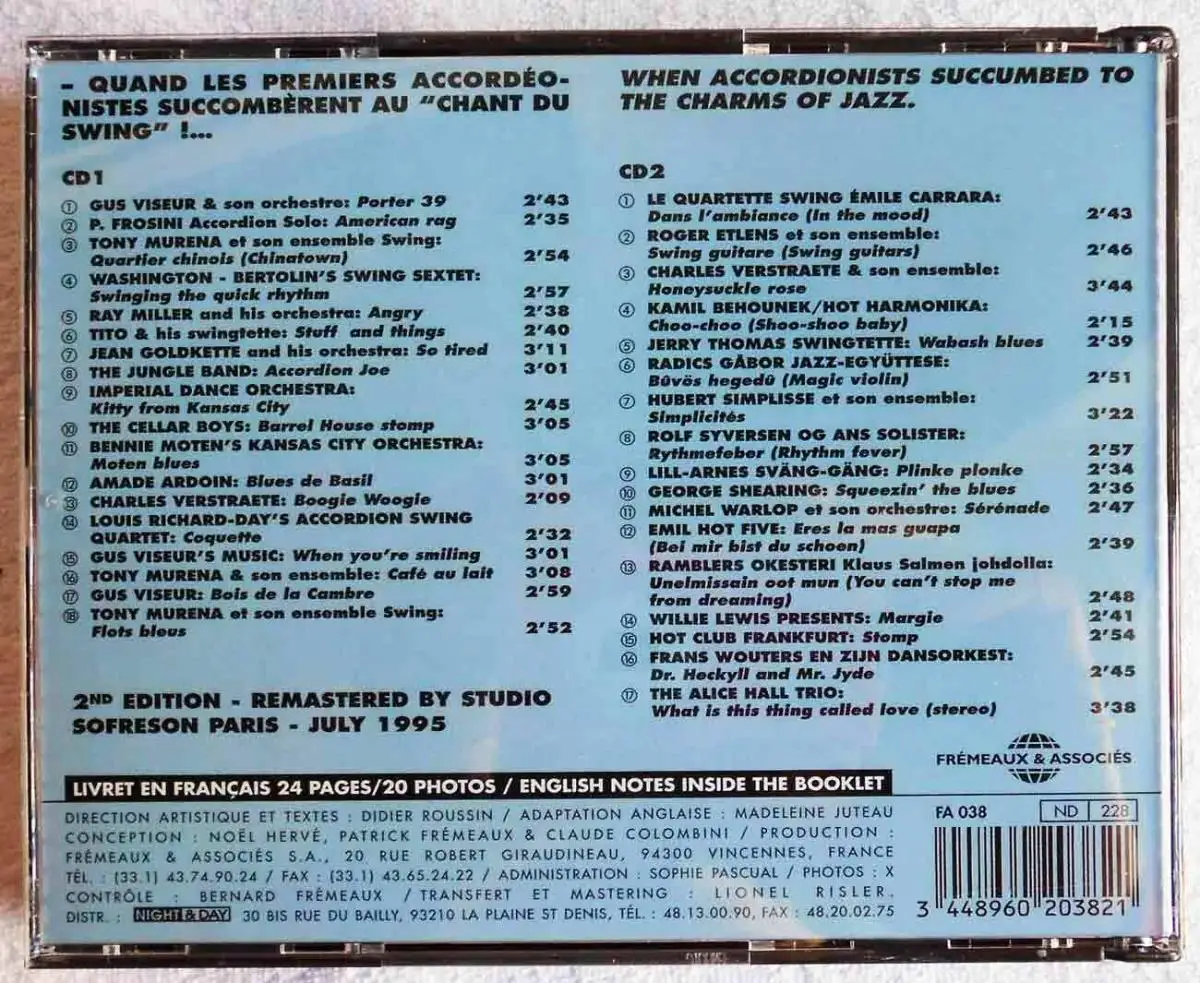 – QUAND LES PREMIERS ACCORDÉO-
NISTES SUCCOMBÈRENT AU "CHANT DU
SWING" !...
CD1
① GUS VISEUR & son orchestre: Porter 39 2'43
② P. FROSINI Accordion Solo: American rag 2'35
③ TONY MURENA et son ensemble Swing:
Quartier chinois (Chinatown) 2'54
④ WASHINGTON - BERTOLIN'S SWING SEXTET:
Swinging the quick rhythm 2'57
⑤ RAY MILLER and his orchestra: Angry 2'38
⑥ TITO & his swingtette: Stuff and things 2'40
⑦ JEAN GOLDKETTE and his orchestra: So tired 3'11
⑧ THE JUNGLE BAND: Accordion Joe 3'01
⑨ IMPERIAL DANCE ORCHESTRA:
Kitty from Kansas City 2'45
⑩ THE CELLAR BOYS: Barrel House stomp 3'05
⑪ BENNIE MOTEN'S KANSAS CITY ORCHESTRA:
Moten blues 3'05
⑫ AMADE ARDOIN: Blues de Basil 3'01
⑬ CHARLES VERSTRAETE: Boogie Woogie 2'09
⑭ LOUIS RICHARD-DAY'S ACCORDION SWING
QUARTET: Coquette 2'32
⑮ GUS VISEUR'S MUSIC: When you're smiling 3'01
⑯ TONY MURENA & son ensemble: Café au lait 3'08
⑰ GUS VISEUR: Bois de la Cambre 2'59
⑱ TONY MURENA et son ensemble Swing:
Flots bleus 2'52
2ND EDITION - REMASTERED BY STUDIO
SOFRESON PARIS - JULY 1995
WHEN ACCORDIONISTS SUCCUMBED TO
THE CHARMS OF JAZZ.
CD2
① LE QUARTETTE SWING ÉMILE CARRARA:
Dans l'ambiance (In the mood) 2'43
② ROGER ETLENS et son ensemble:
Swing guitare (Swing guitars) 2'46
③ CHARLES VERSTRAETE & son ensemble:
Honeysuckle rose 3'44
④ KAMIL BEHOUNEK/HOT HARMONIKA:
Choo-choo (Shoo-shoo baby) 2'15
⑤ JERRY THOMAS SWINGTETTE: Wabash blues 2'39
⑥ RADICS GÅBOR JAZZ-EGYÜTTESE:
Bûvös hegedû (Magic violin) 2'51
⑦ HUBERT SIMPLISSE et son ensemble:
Simplicités 3'22
⑧ ROLF SYVERSEN OG ANS SOLISTER:
Rythmefeber (Rhythm fever) 2'57
⑨ LILL-ARNES SVÄNG-GÄNG: Plinke plonke 2'34
⑩ GEORGE SHEARING: Squeezin' the blues 2'36
⑪ MICHEL WARLOP et son orchestre: Sérénade 2'47
⑫ EMIL HOT FIVE: Eres la mas guapa
(Bei mir bist du schoen) 2'39
⑬ RAMBLERS OKESTERI Klaus Salmen johdolla:
Unelmissain oot mun (You can't stop me
from dreaming) 2'48
⑭ WILLIE LEWIS PRESENTS: Margie 2'41
⑮ HOT CLUB FRANKFURT: Stomp 2'54
⑯ FRANS WOUTERS EN ZIJN DANSORKEST:
Dr. Heckyll and Mr. Jyde 2'45
⑰ THE ALICE HALL TRIO:
What is this thing called love (stereo) 3'38
FRÉMEAUX & ASSOCIÉS
LIVRET EN FRANÇAIS 24 PAGES/20 PHOTOS / ENGLISH NOTES INSIDE THE BOOKLET
DIRECTION ARTISTIQUE ET TEXTES : DIDIER ROUSSIN / ADAPTATION ANGLAISE : MADELEINE JUTEAU
CONCEPTION : NOËL HERVÉ, PATRICK FRÉMEAUX & CLAUDE COLOMBINI / PRODUCTION :
FRÉMEAUX & ASSOCIÉS S.A., 20 RUE ROBERT GIRAUDINEAU, 94300 VINCENNES, FRANCE
TÉL. : (33.1) 43.74.90.24 / FAX : (33.1) 43.65.24.22 / ADMINISTRATION : SOPHIE PASCUAL / PHOTOS : X
CONTRÔLE : BERNARD FRÉMEAUX / TRANSFERT ET MASTERING : LIONEL RISLER.
DISTR. : NIGHT & DAY 30 BIS RUE DU BAILLY, 93210 LA PLAINE ST DENIS, TÉL. : 48.13.00.90, FAX : 48.20.02.75
FA 038 ND 228
3 448960 203821